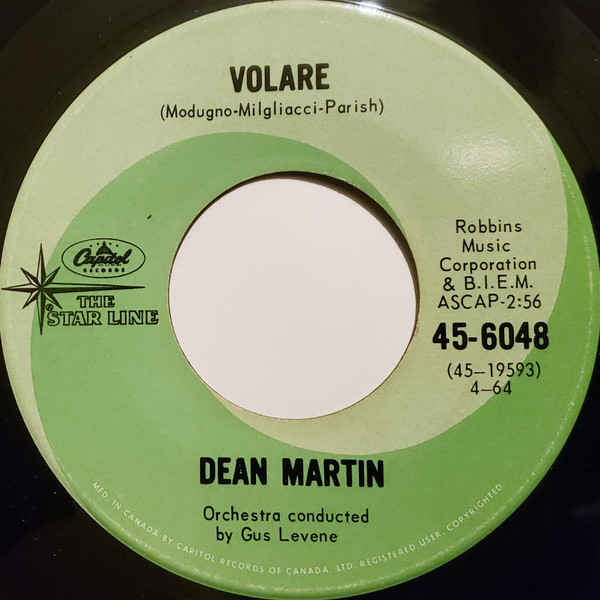 VOLARE
(Modugno-Milgliacci-Parish)
Robbins
Music
Corporation
& B.I.E.M.
ASCAP-2:56
45-6048
(45-19593)
4-64
Capitol
RECORDS
THE
STAR LINE
®
DEAN MARTIN
Orchestra conducted
by Gus Levene
MFD. IN CANADA BY CAPITOL RECORDS OF CANADA, LTD. REGISTERED USER. COPYRIGHTED.